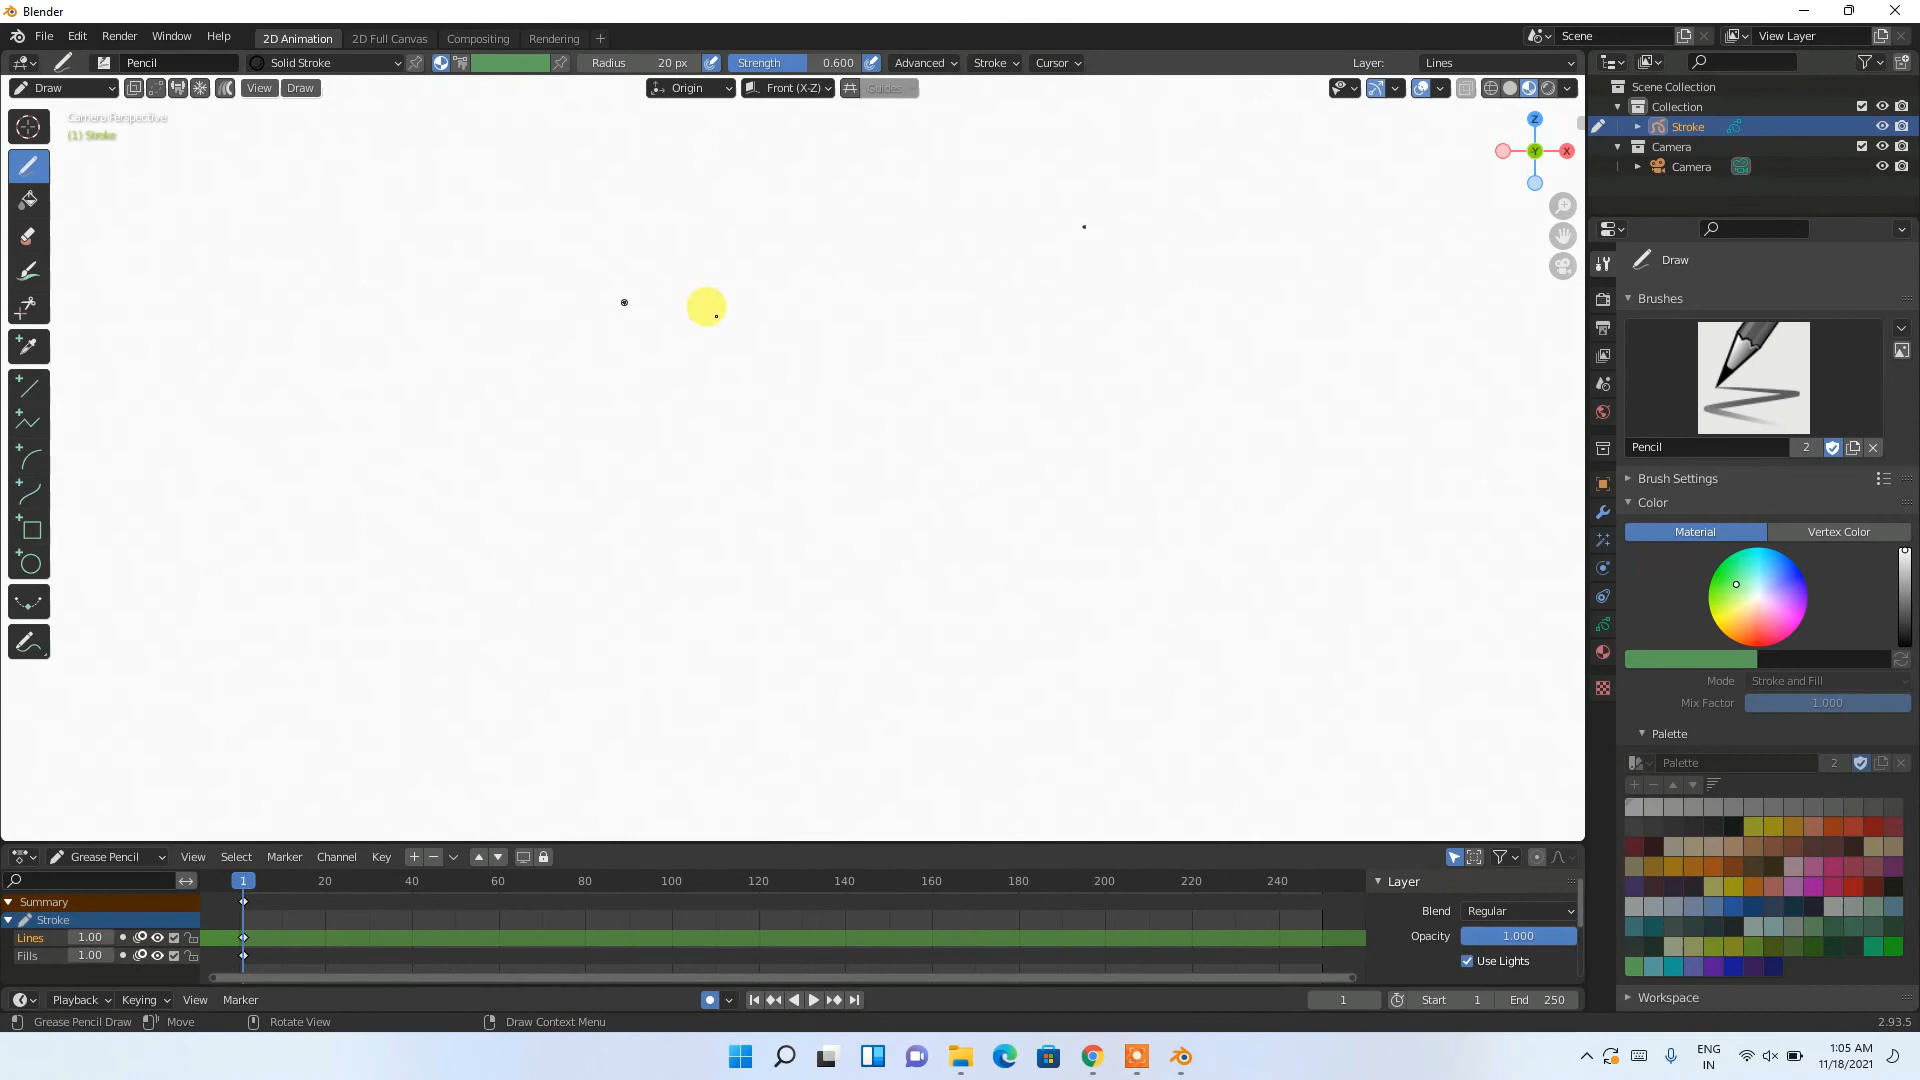 Blender
File Edit Render Window Help 2D Animation 2D Full Canvas Compositing Rendering + Scene View Layer
Pencil Solid Stroke Radius 20 px Strength 0.600 Advanced Stroke Cursor Layer: Lines
Draw View Draw Origin Front (X-Z) Guides
Camera Perspective
(1) Stroke
Z
-Y X
Scene Collection
Collection
Stroke
Camera
Camera
Draw
Brushes
Pencil 2
Brush Settings
Color
Material Vertex Color
Mode Stroke and Fill
Mix Factor 1.000
Palette
Palette 2
Workspace
Grease Pencil View Select Marker Channel Key
1 20 40 60 80 100 120 140 160 180 200 220 240
Summary
Stroke
Lines 1.00
Fills 1.00
Layer
Blend Regular
Opacity 1.000
Use Lights
Playback Keying View Marker 1 Start 1 End 250
Grease Pencil Draw Move Rotate View Draw Context Menu 2.93.5
ENG
IN
1:05 AM
11/18/2021